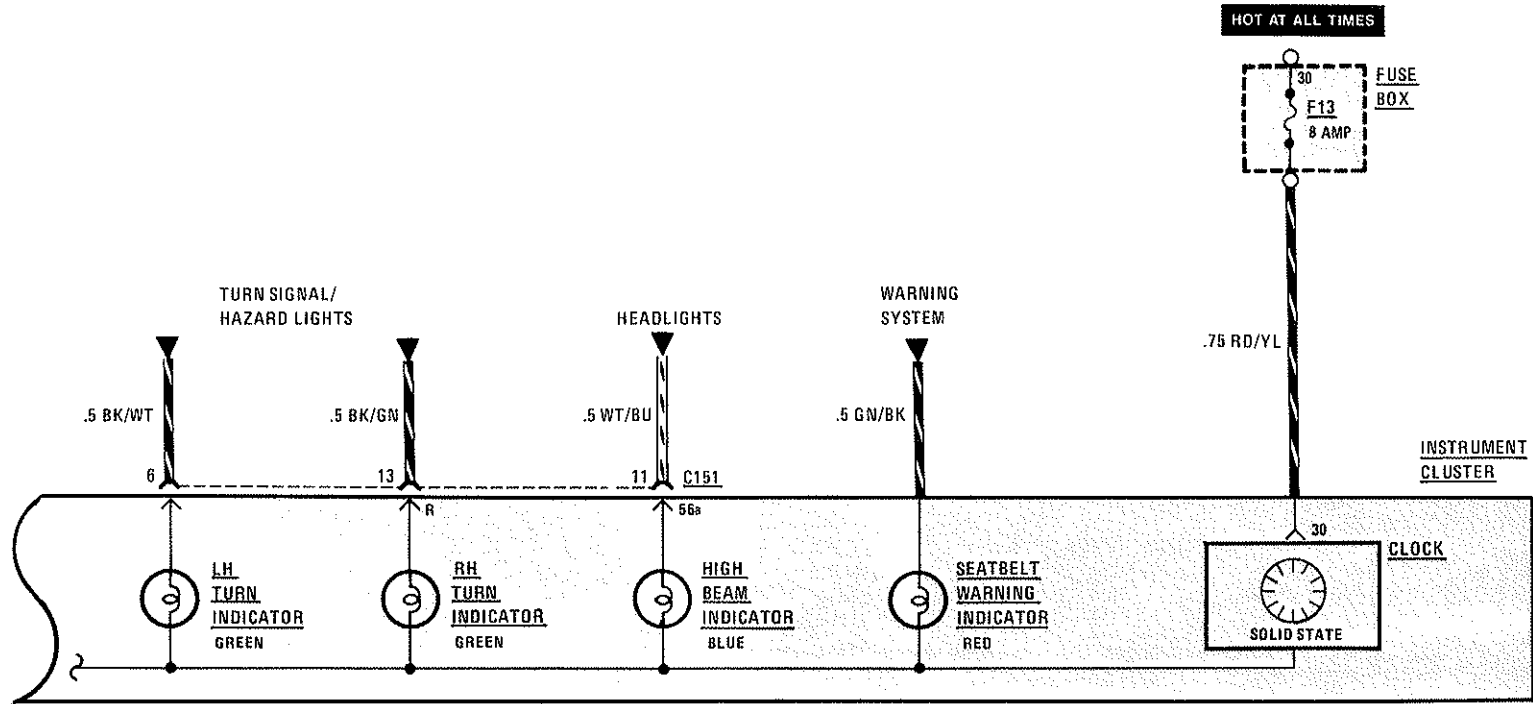 HOT AT ALL TIMES
30
FUSE
BOX
F13
8 AMP
TURN SIGNAL/
HAZARD LIGHTS
HEADLIGHTS
WARNING
SYSTEM
.75 RD/YL
.5 BK/WT
.5 BK/GN
.5 WT/BU
.5 GN/BK
6
13
11
C151
INSTRUMENT
CLUSTER
R
56a
30
CLOCK
SOLID STATE
LH
TURN
INDICATOR
GREEN
RH
TURN
INDICATOR
GREEN
HIGH
BEAM
INDICATOR
BLUE
SEATBELT
WARNING
INDICATOR
RED